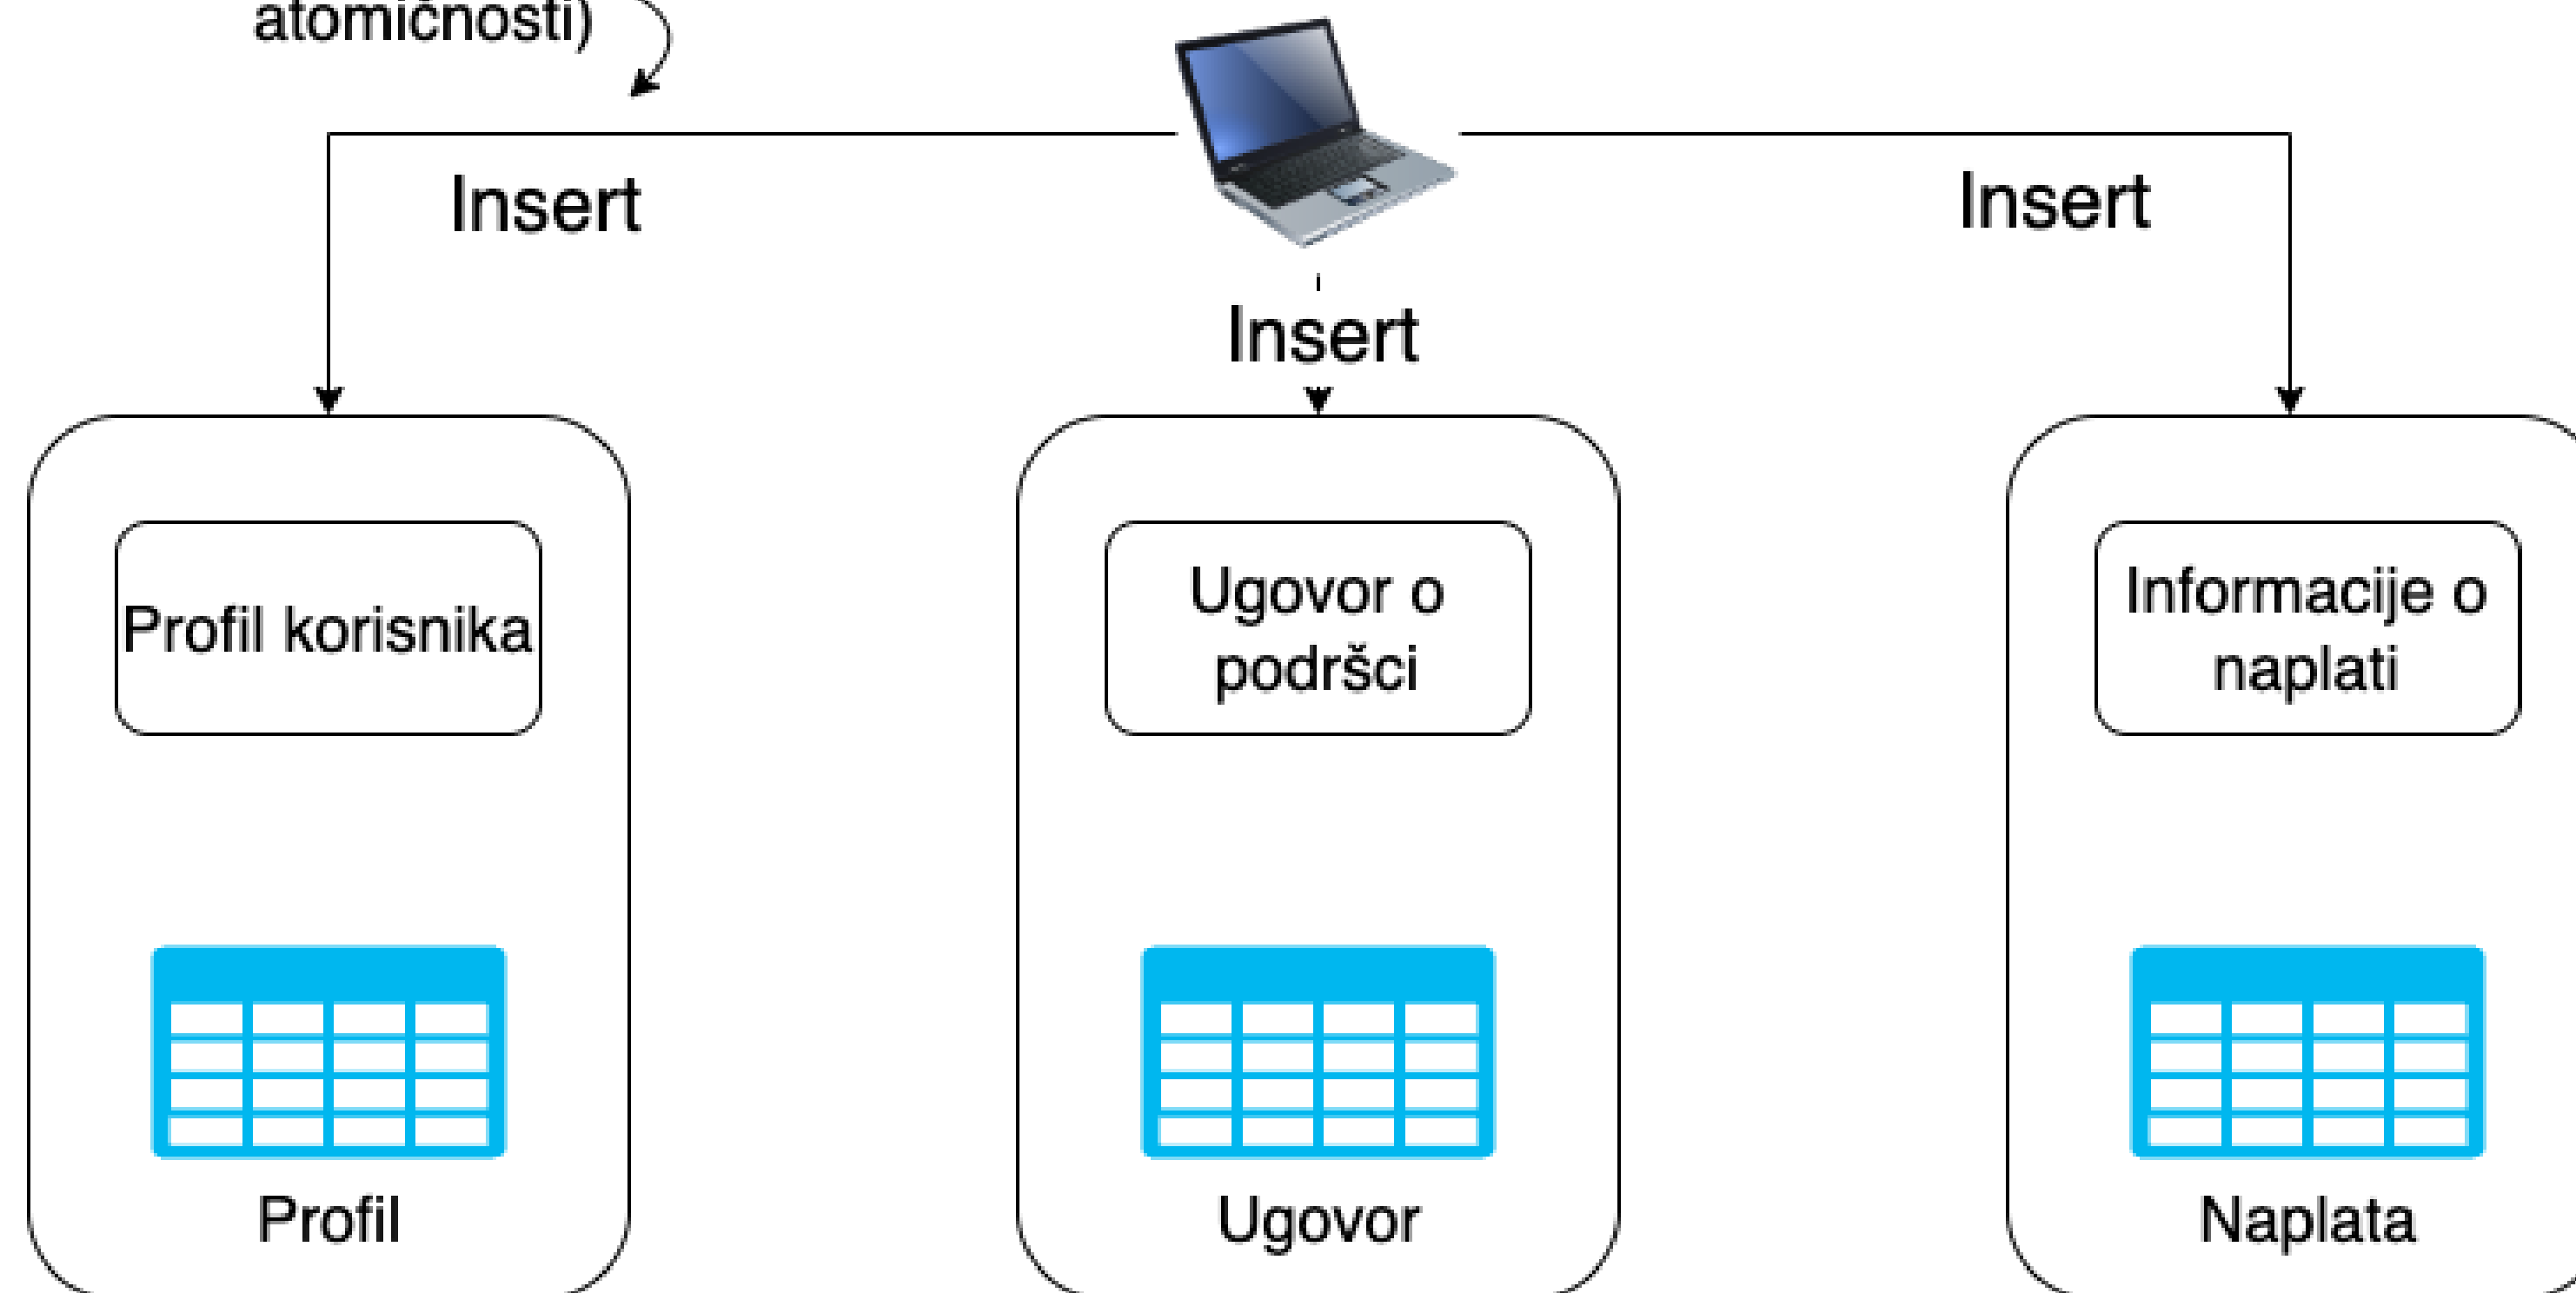 atomičnosti)
Insert
Insert
Insert
Profil korisnika
Ugovor o
podršci
Informacije o
naplati
Profil
Ugovor
Naplata